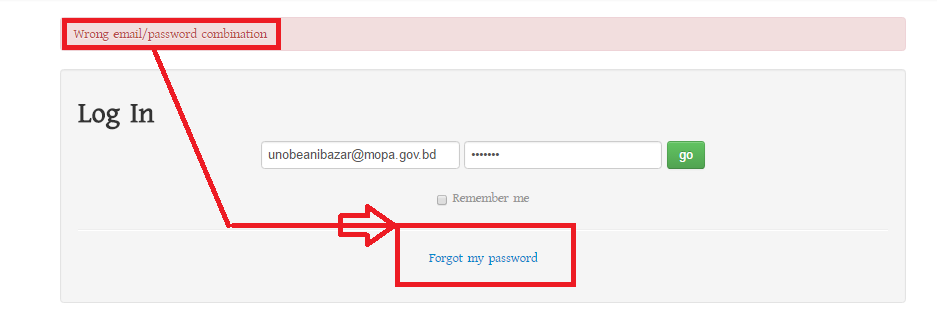 Wrong email/password combination
Log In
unobeanibazar@mopa.gov.bd ••••••• go
Remember me
Forgot my password